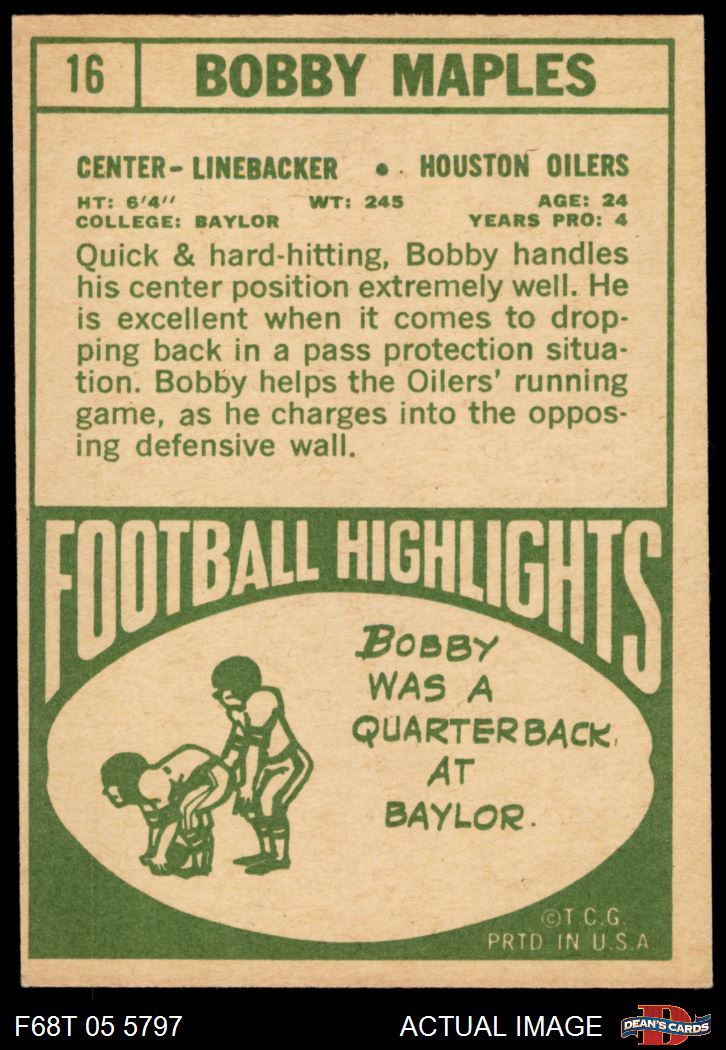 16 BOBBY MAPLES
CENTER-LINEBACKER • HOUSTON OILERS
HT: 6'4" WT: 245 AGE: 24
COLLEGE: BAYLOR YEARS PRO: 4
Quick & hard-hitting, Bobby handles
his center position extremely well. He
is excellent when it comes to drop-
ping back in a pass protection situa-
tion. Bobby helps the Oilers' running
game, as he charges into the oppos-
ing defensive wall.
FOOTBALL HIGHLIGHTS
BOBBY
WAS A
QUARTERBACK
AT
BAYLOR.
©T.C.G.
PRTD IN U.S.A
F68T 05 5797 ACTUAL IMAGE DEAN'S CARDS